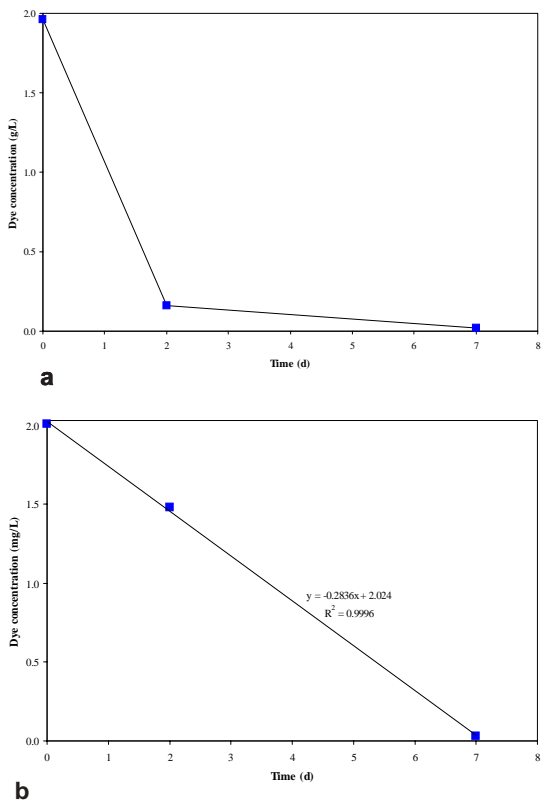 2.0
1.5
1.0
0.5
0.0
Dye concentration (g/L)
0 1 2 3 4 5 6 7 8
Time (d)
a
2.0
1.5
1.0
0.5
0.0
Dye concentration (mg/L)
y = -0.2836x + 2.024
R² = 0.9996
0 1 2 3 4 5 6 7 8
Time (d)
b